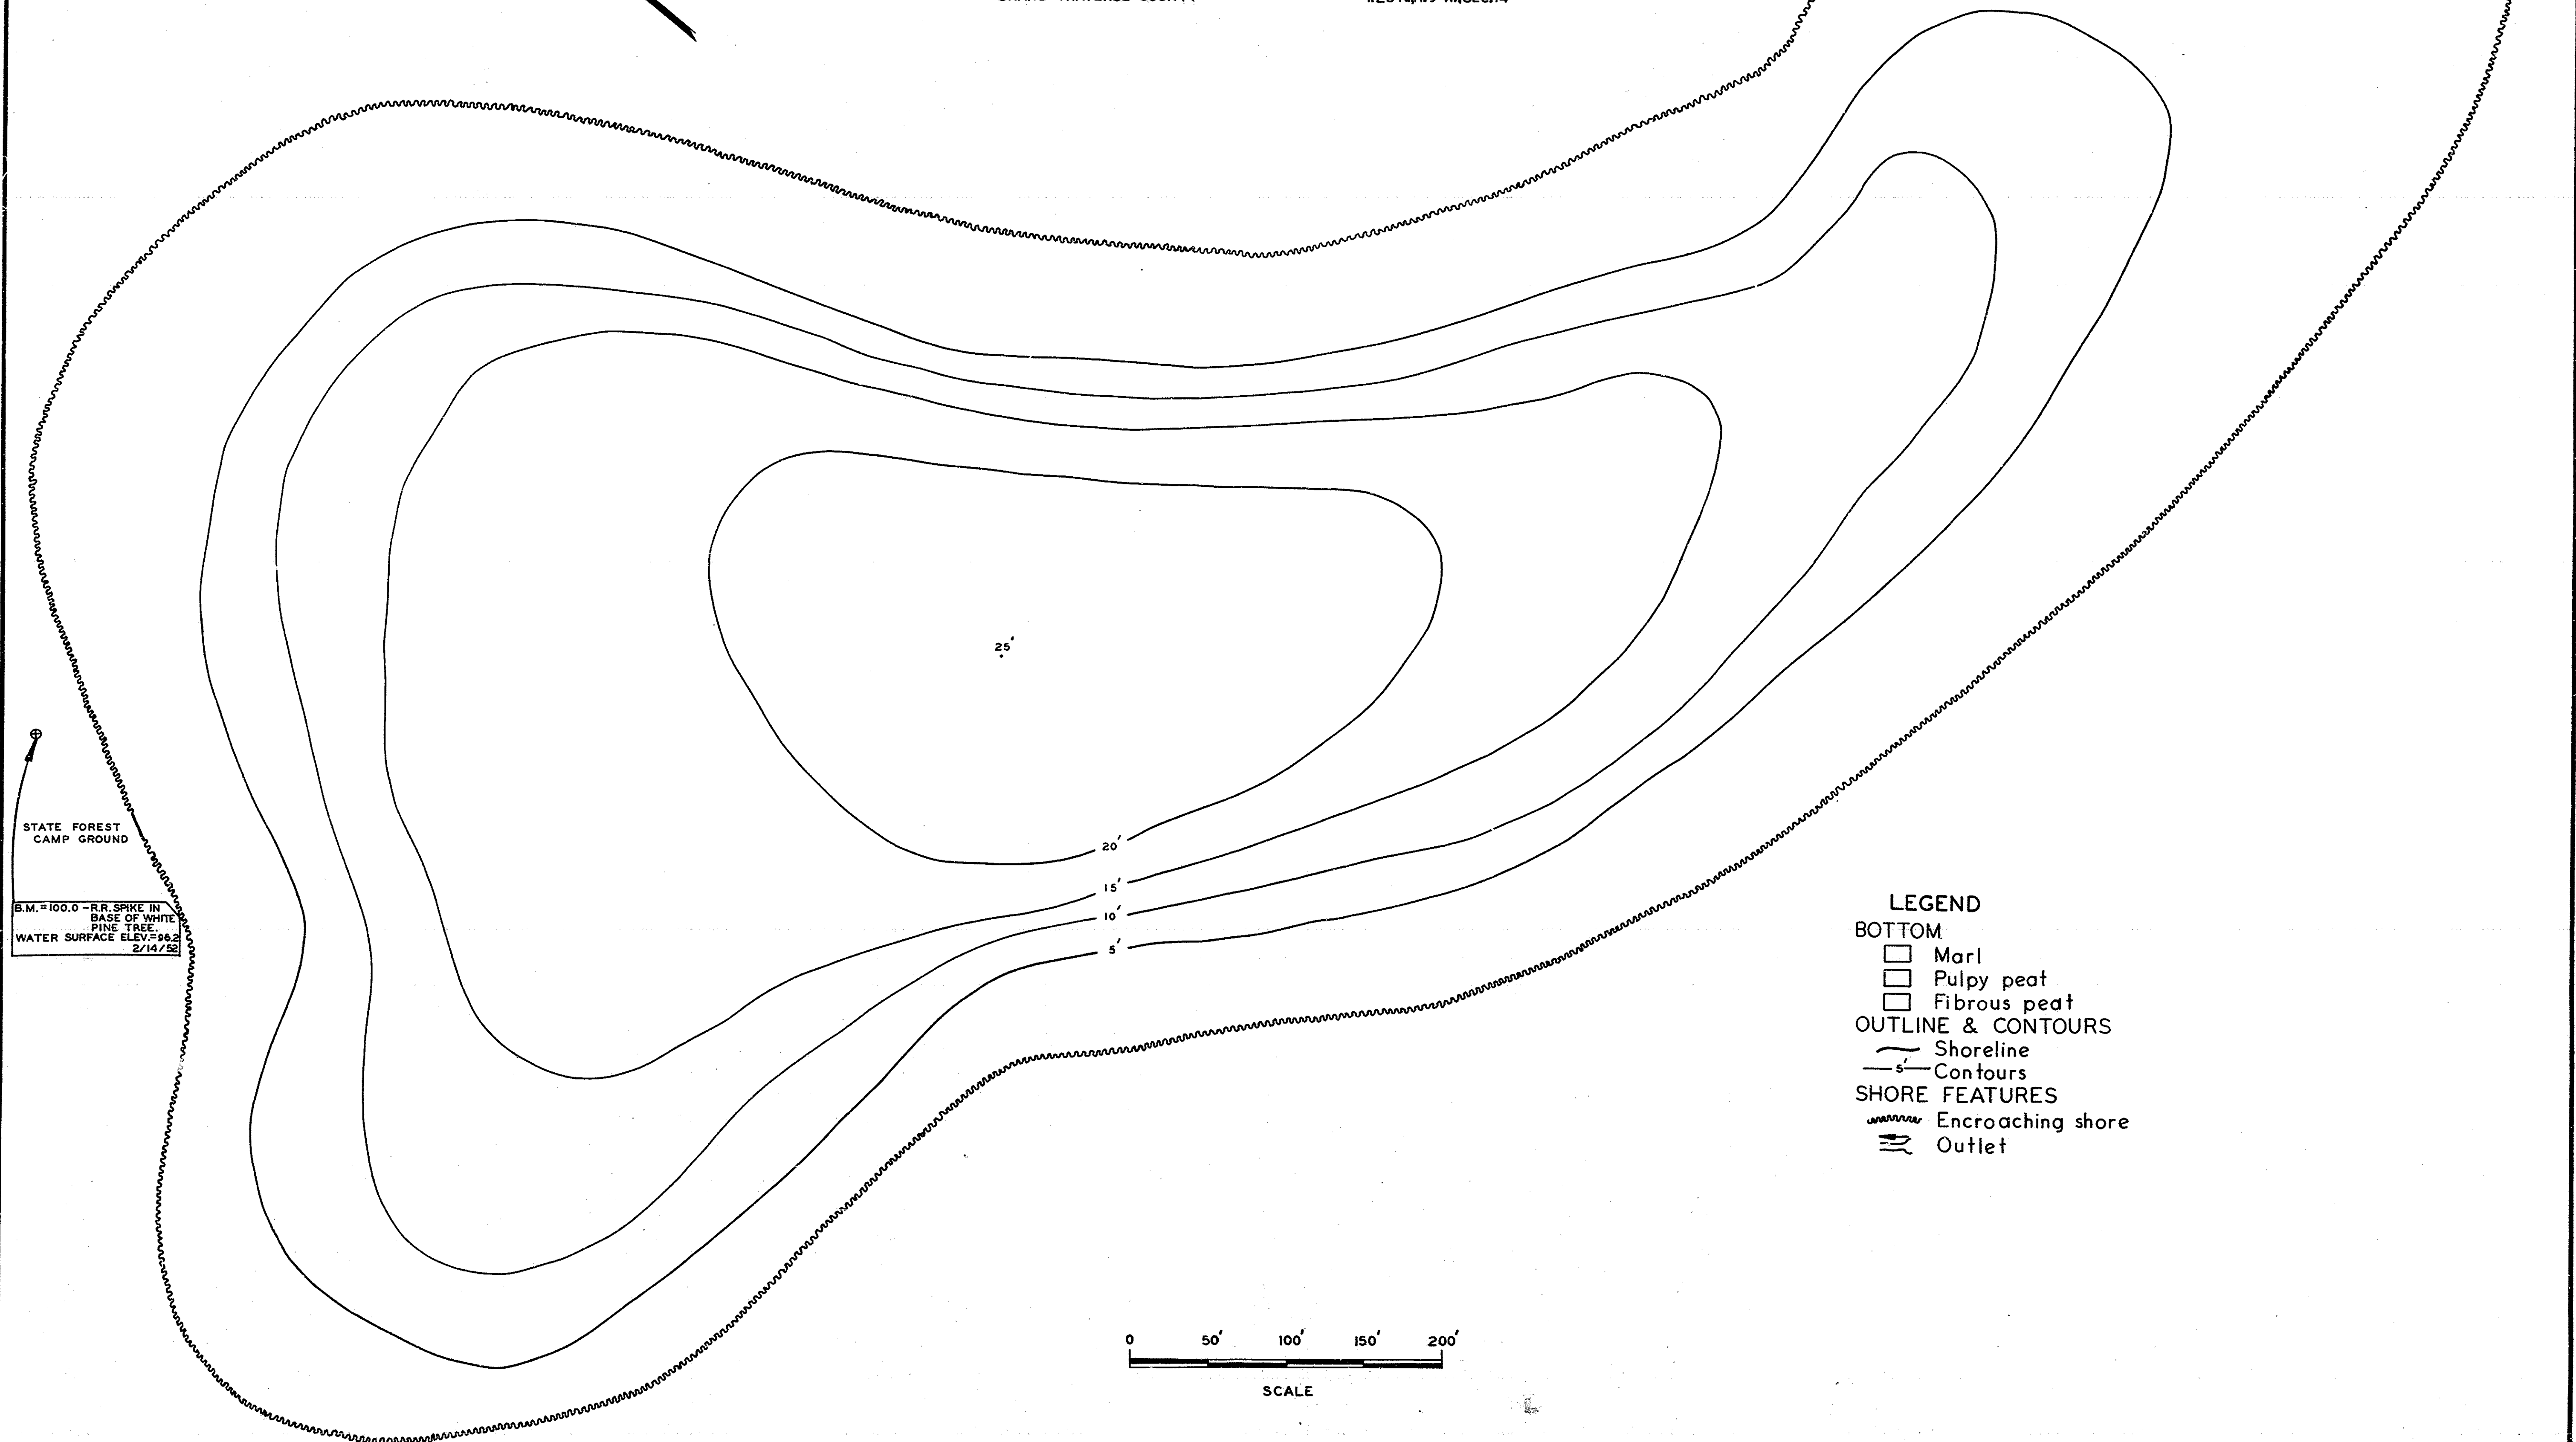 25'
STATE FOREST
CAMP GROUND
B.M.=100.0 -R.R. SPIKE IN
BASE OF WHITE
PINE TREE.
WATER SURFACE ELEV.=96.2
2/14/52
20'
15'
10'
5'
LEGEND
BOTTOM
Marl
Pulpy peat
Fibrous peat
OUTLINE & CONTOURS
Shoreline
5' Contours
SHORE FEATURES
Encroaching shore
Outlet
0 50' 100' 150' 200'
SCALE